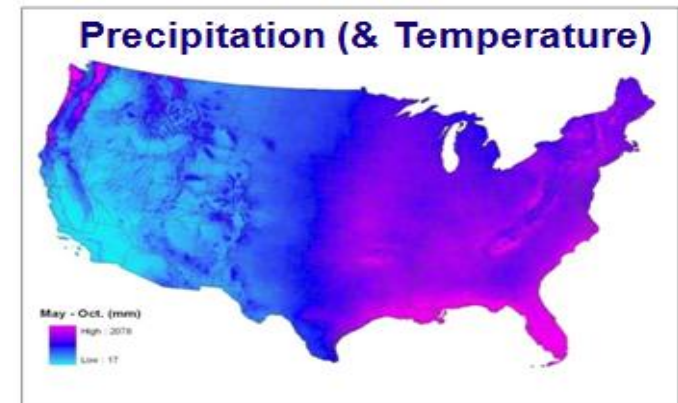 Precipitation (& Temperature)
May - Oct. (mm)
High : 2078
Low : 17